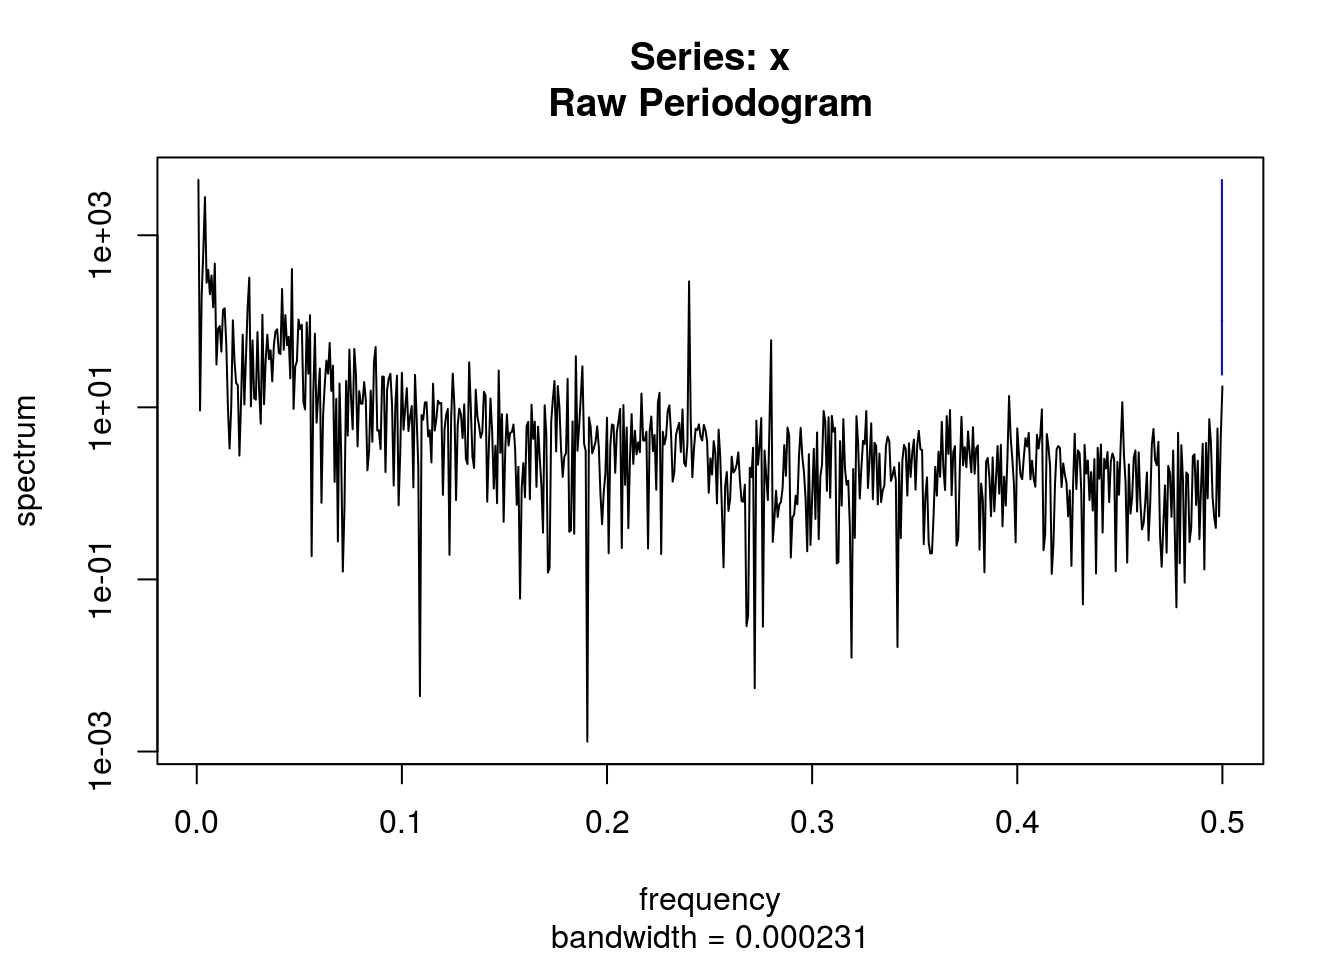 Series: x
Raw Periodogram
spectrum
1e+03
1e+01
1e-01
1e-03
0.0 0.1 0.2 0.3 0.4 0.5
frequency
bandwidth = 0.000231